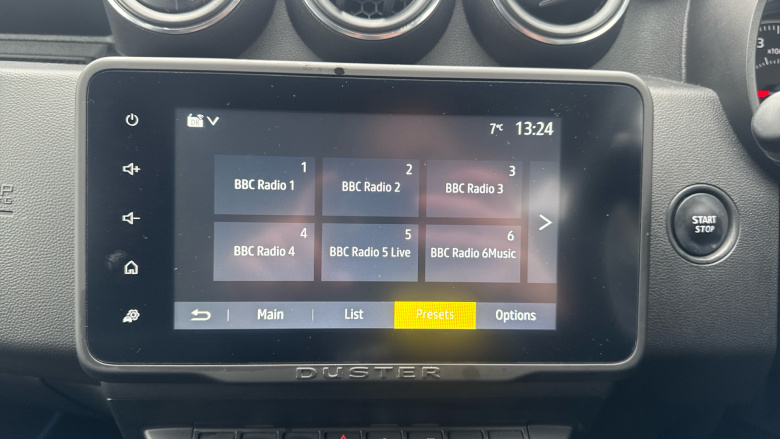 7°C 13:24
1
BBC Radio 1
2
BBC Radio 2
3
BBC Radio 3
4
BBC Radio 4
5
BBC Radio 5 Live
6
BBC Radio 6Music
Main
List
Presets
Options
START
STOP
DUSTER
3